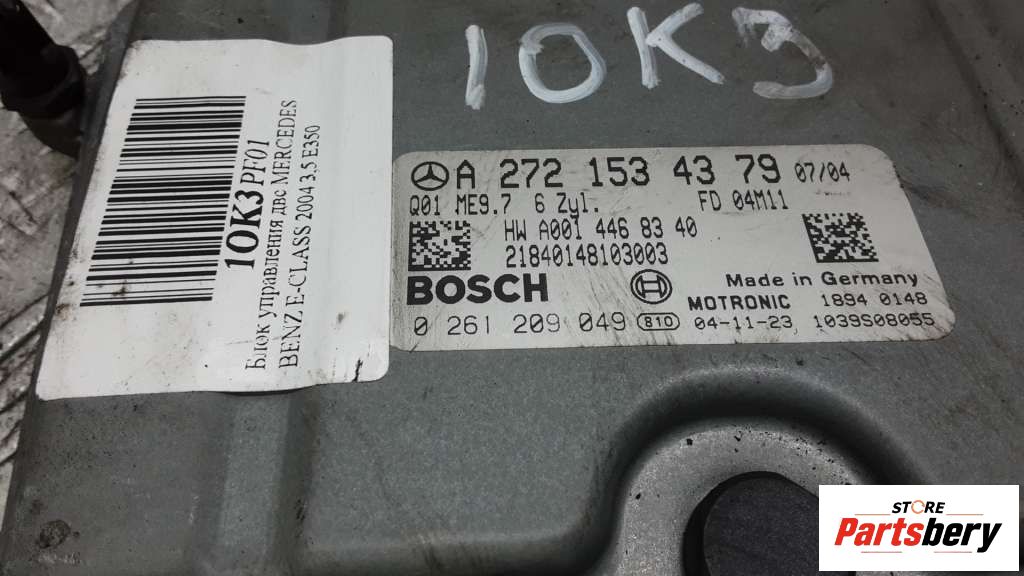 10K3
10K3PF01
Блок управления двс MERCEDES
BENZ E-CLASS 2004 3.5 E350
A 272 153 43 79 07/04
Q01 ME9.7 6 Zyl. FD 04M11
HW A001 446 83 40
21840148103003
BOSCH
Made in Germany
MOTRONIC 1894 0148
0 261 209 049 810 04-11-23 1039S08055
STORE
Partsbery